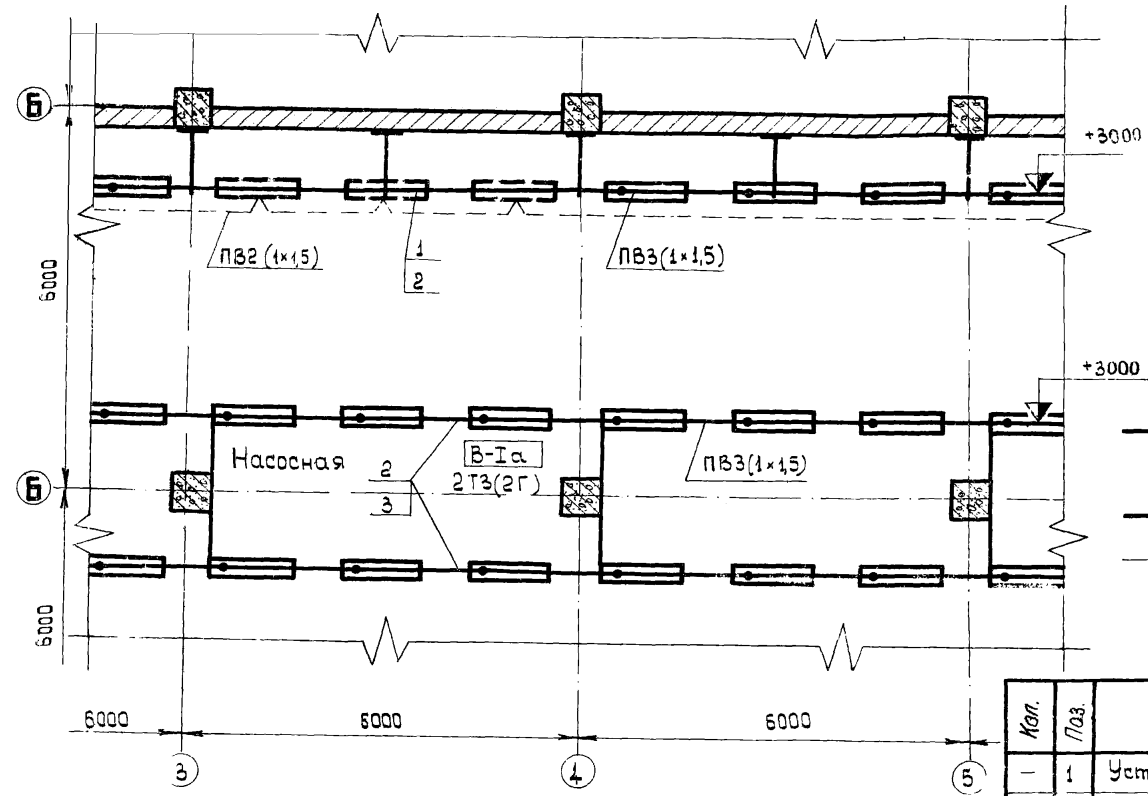 Б
+3000
6000
ПВ2 (1×1,5)
1
2
ПВ3(1×1,5)
+3000
Насосная
2
3
В-Iа
2Т3(2Г)
ПВ3(1×1,5)
Б
6000
6000
6000
6000
3
4
5
Кол.
Поз.
-
1
Уст